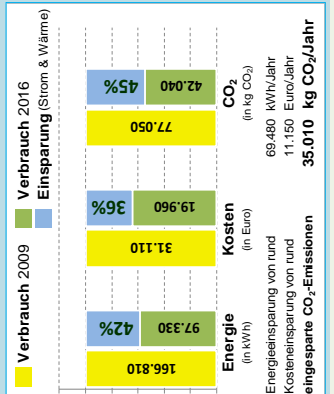 Verbrauch 2009
Verbrauch 2016
Einsparung (Strom & Wärme)
166.810
42%
97.330
Energie
(in kWh)
31.110
36%
19.960
Kosten
(in Euro)
77.050
45%
42.040
CO₂
(in kg CO₂)
Energieeinsparung von rund 69.480 kWh/Jahr
Kosteneinsparung von rund 11.150 Euro/Jahr
eingesparte CO₂-Emissionen 35.010 kg CO₂/Jahr